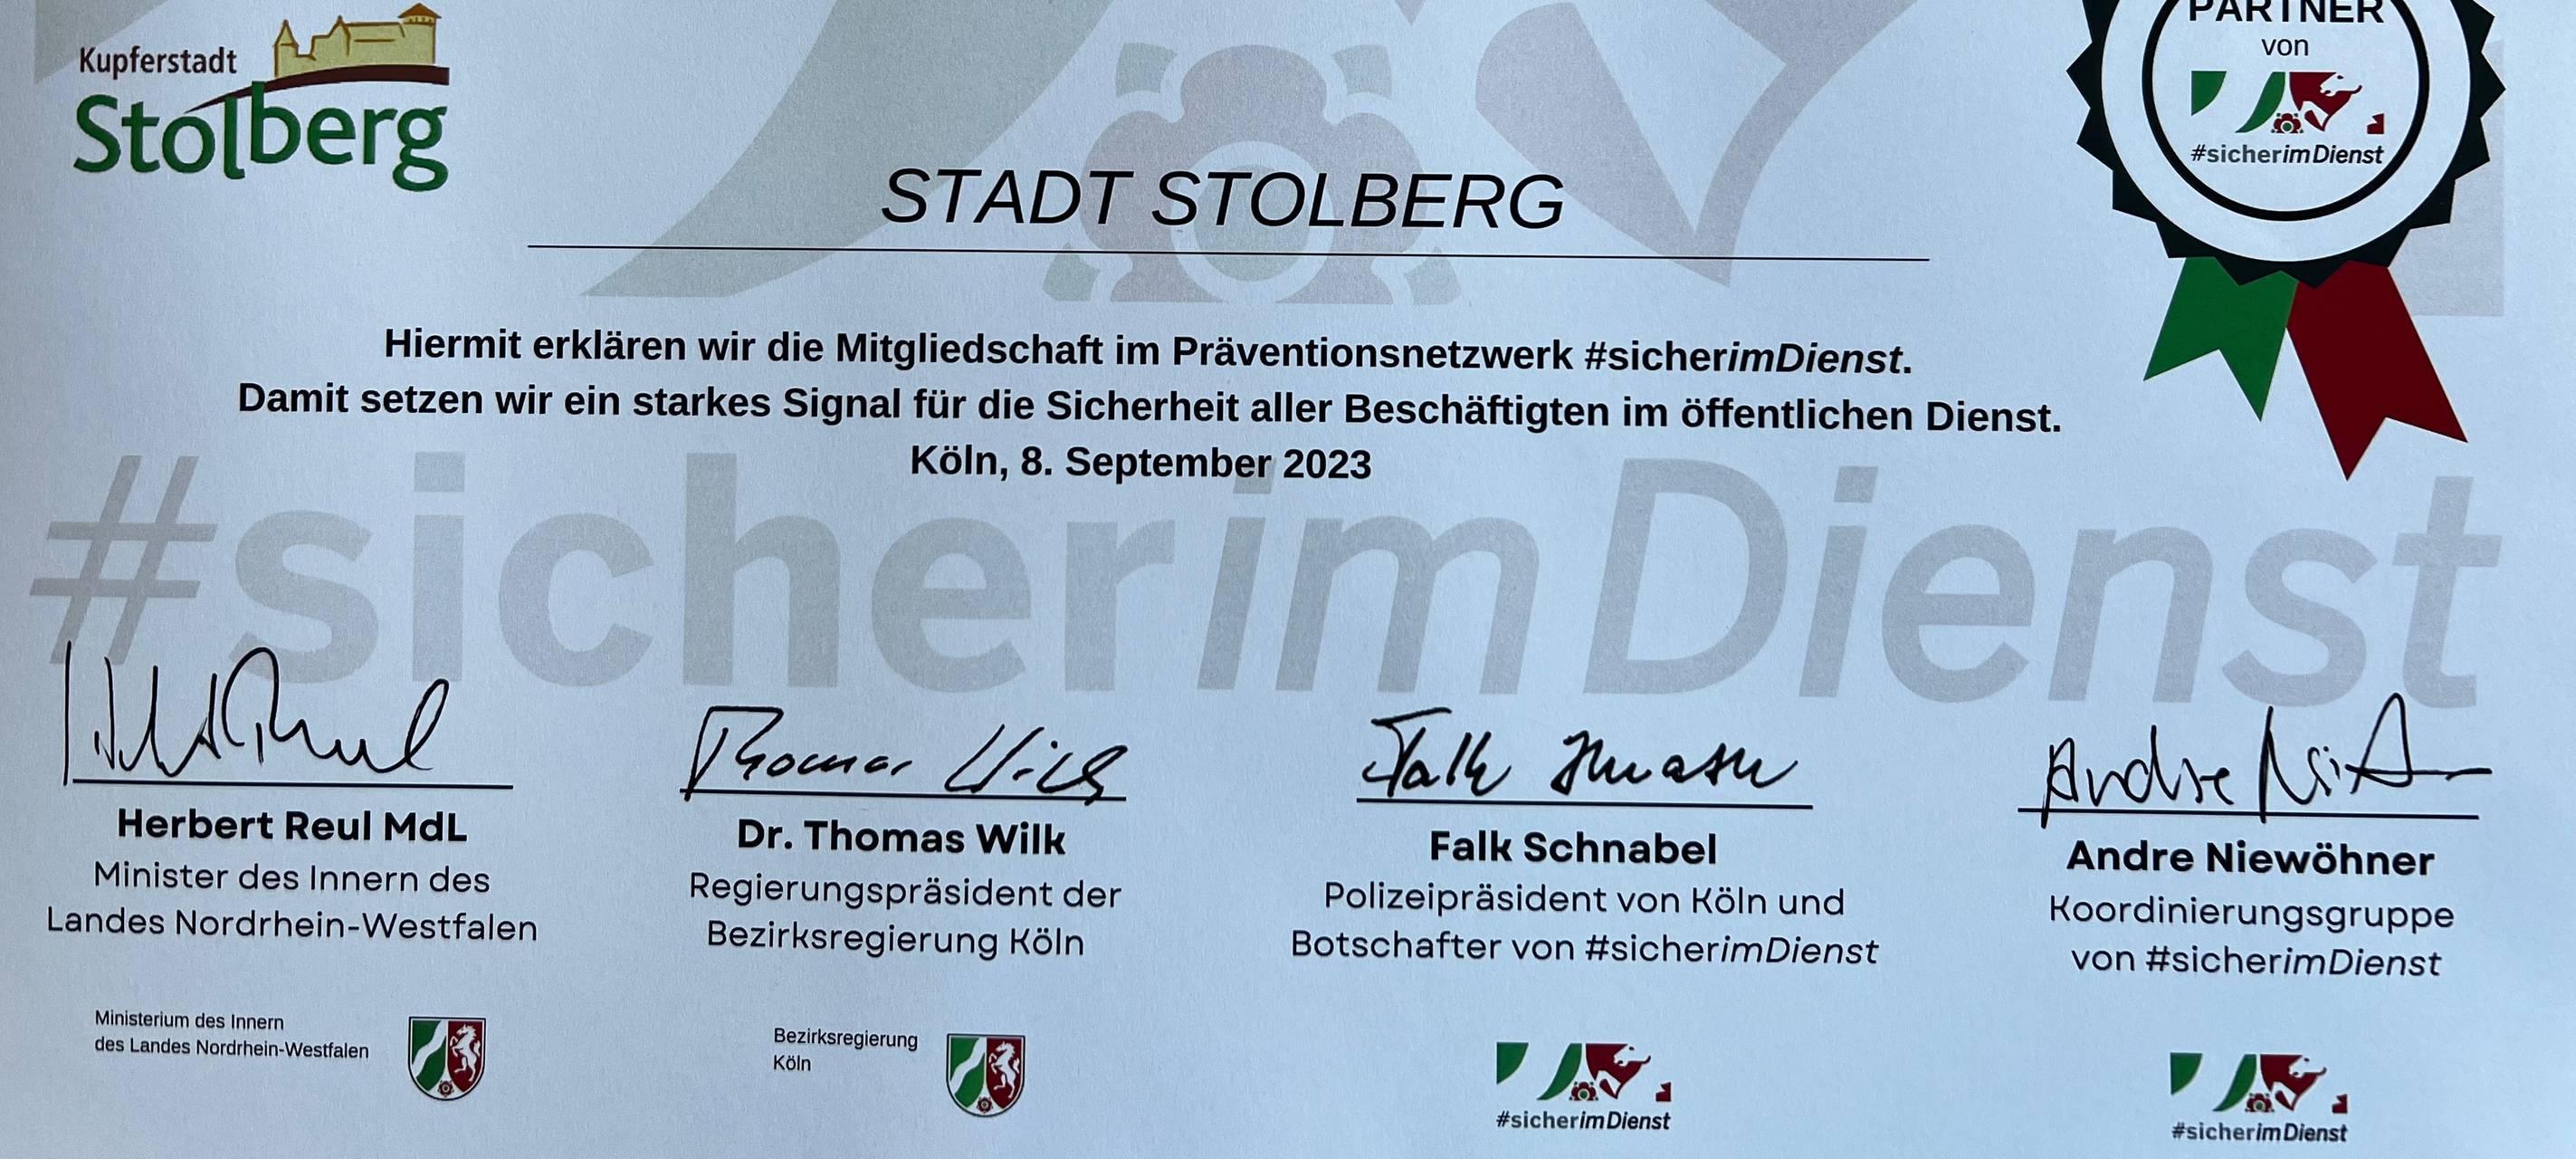 Kupferstadt
Stolberg
PARTNER
von
#sicherimDienst
STADT STOLBERG
Hiermit erklären wir die Mitgliedschaft im Präventionsnetzwerk #sicherimDienst.
Damit setzen wir ein starkes Signal für die Sicherheit aller Beschäftigten im öffentlichen Dienst.
Köln, 8. September 2023
#sicherimDienst
Herbert Reul MdL
Minister des Innern des
Landes Nordrhein-Westfalen
Thomas Wilk
Dr. Thomas Wilk
Regierungspräsident der
Bezirksregierung Köln
Falk Schnabel
Falk Schnabel
Polizeipräsident von Köln und
Botschafter von #sicherimDienst
Andre Niewöhner
Koordinierungsgruppe
von #sicherimDienst
Ministerium des Innern
des Landes Nordrhein-Westfalen
Bezirksregierung
Köln
#sicherimDienst
#sicherimDienst